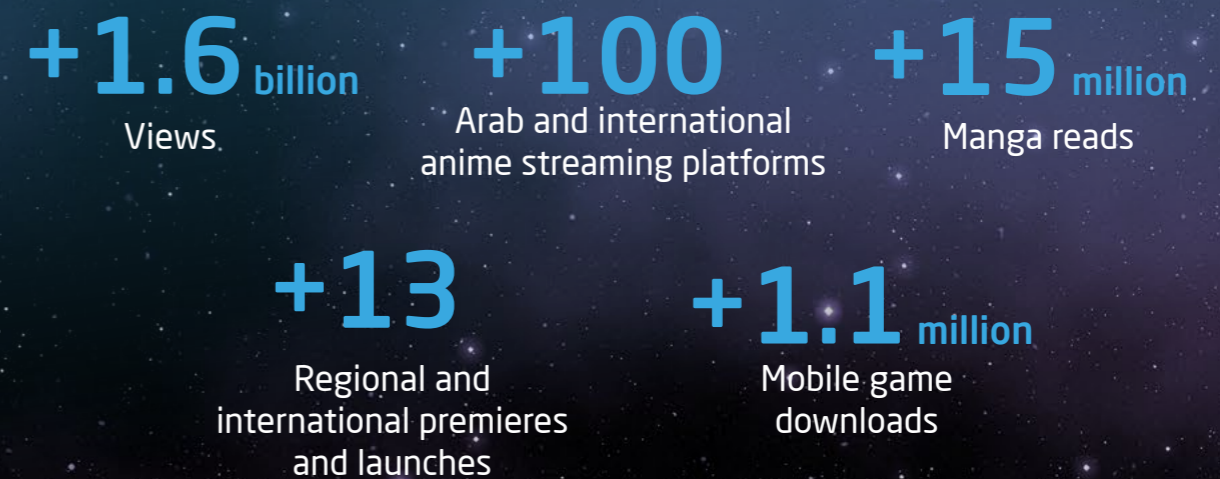 +1.6 billion
Views
+100
Arab and international
anime streaming platforms
+15 million
Manga reads
+13
Regional and
international premieres
and launches
+1.1 million
Mobile game
downloads